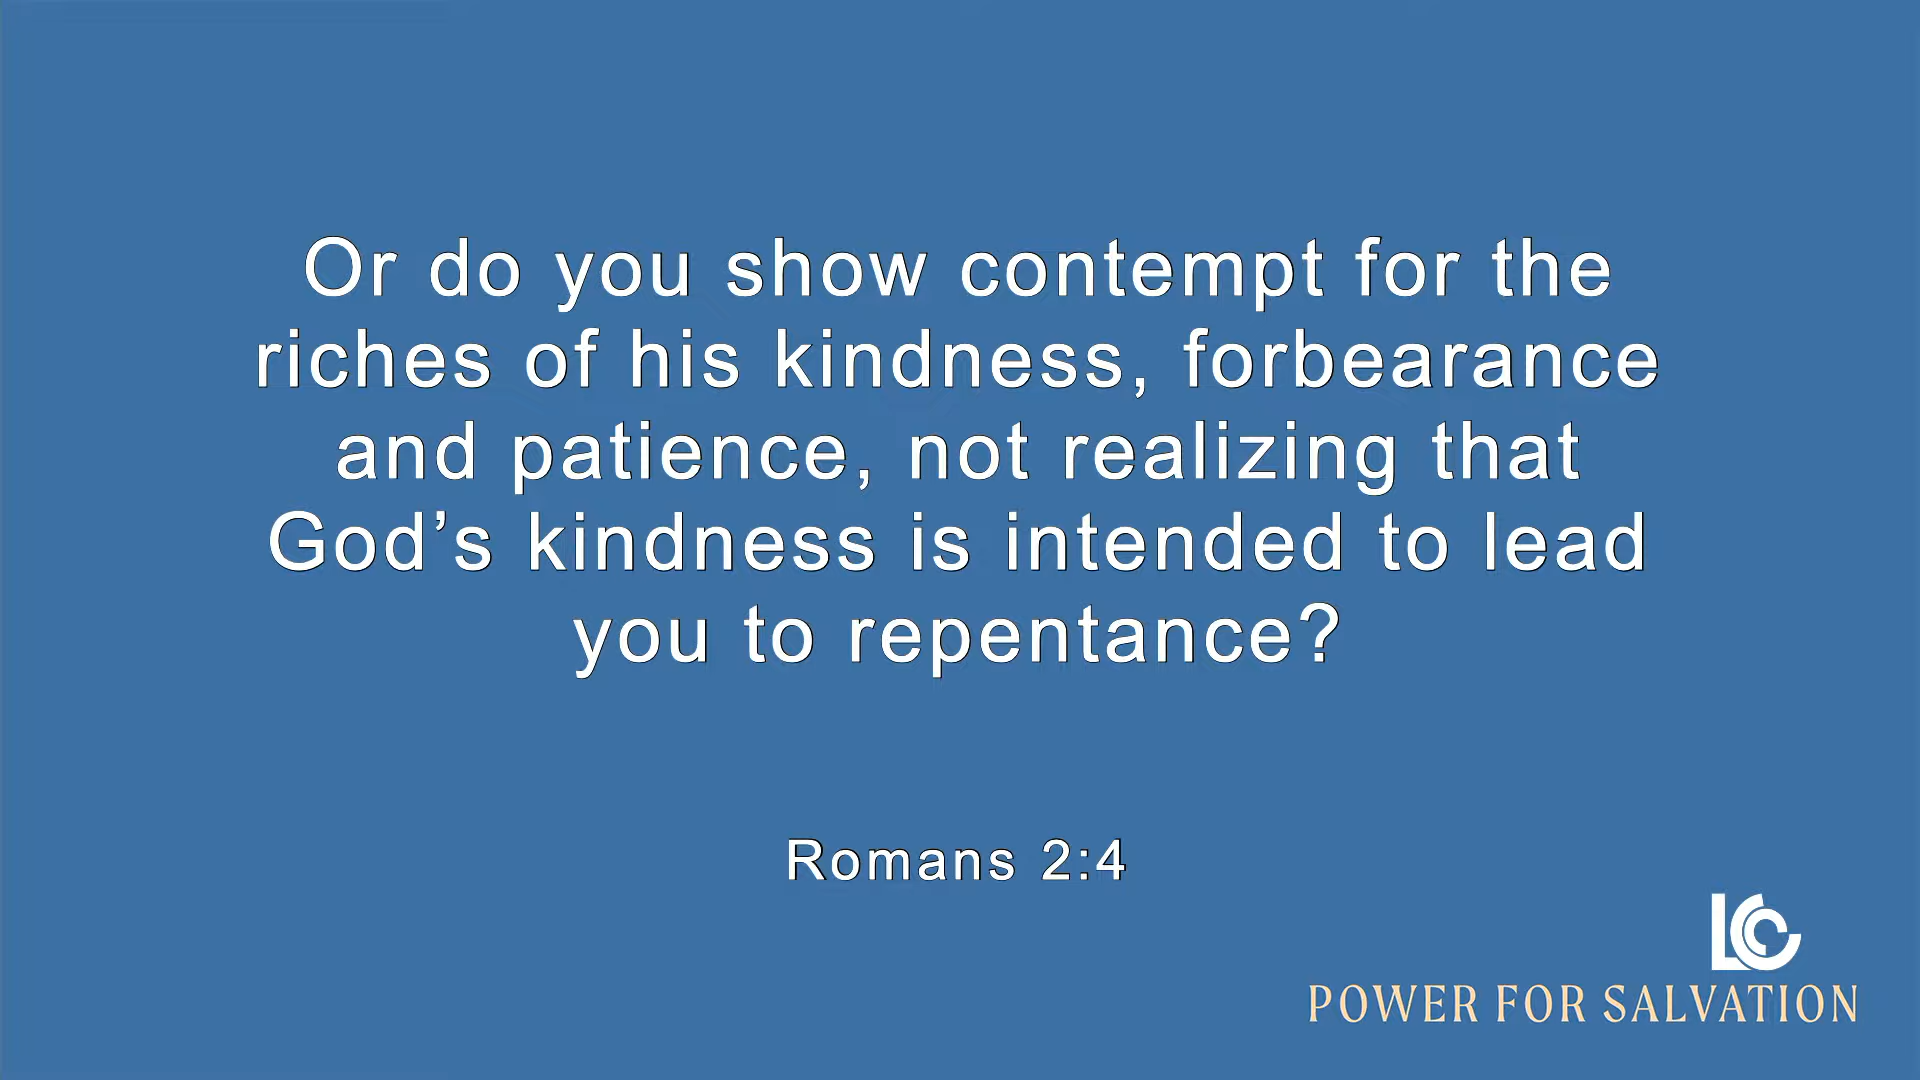 Or do you show contempt for the
riches of his kindness, forbearance
and patience, not realizing that
God’s kindness is intended to lead
you to repentance?
Romans 2:4
LCC
POWER FOR SALVATION